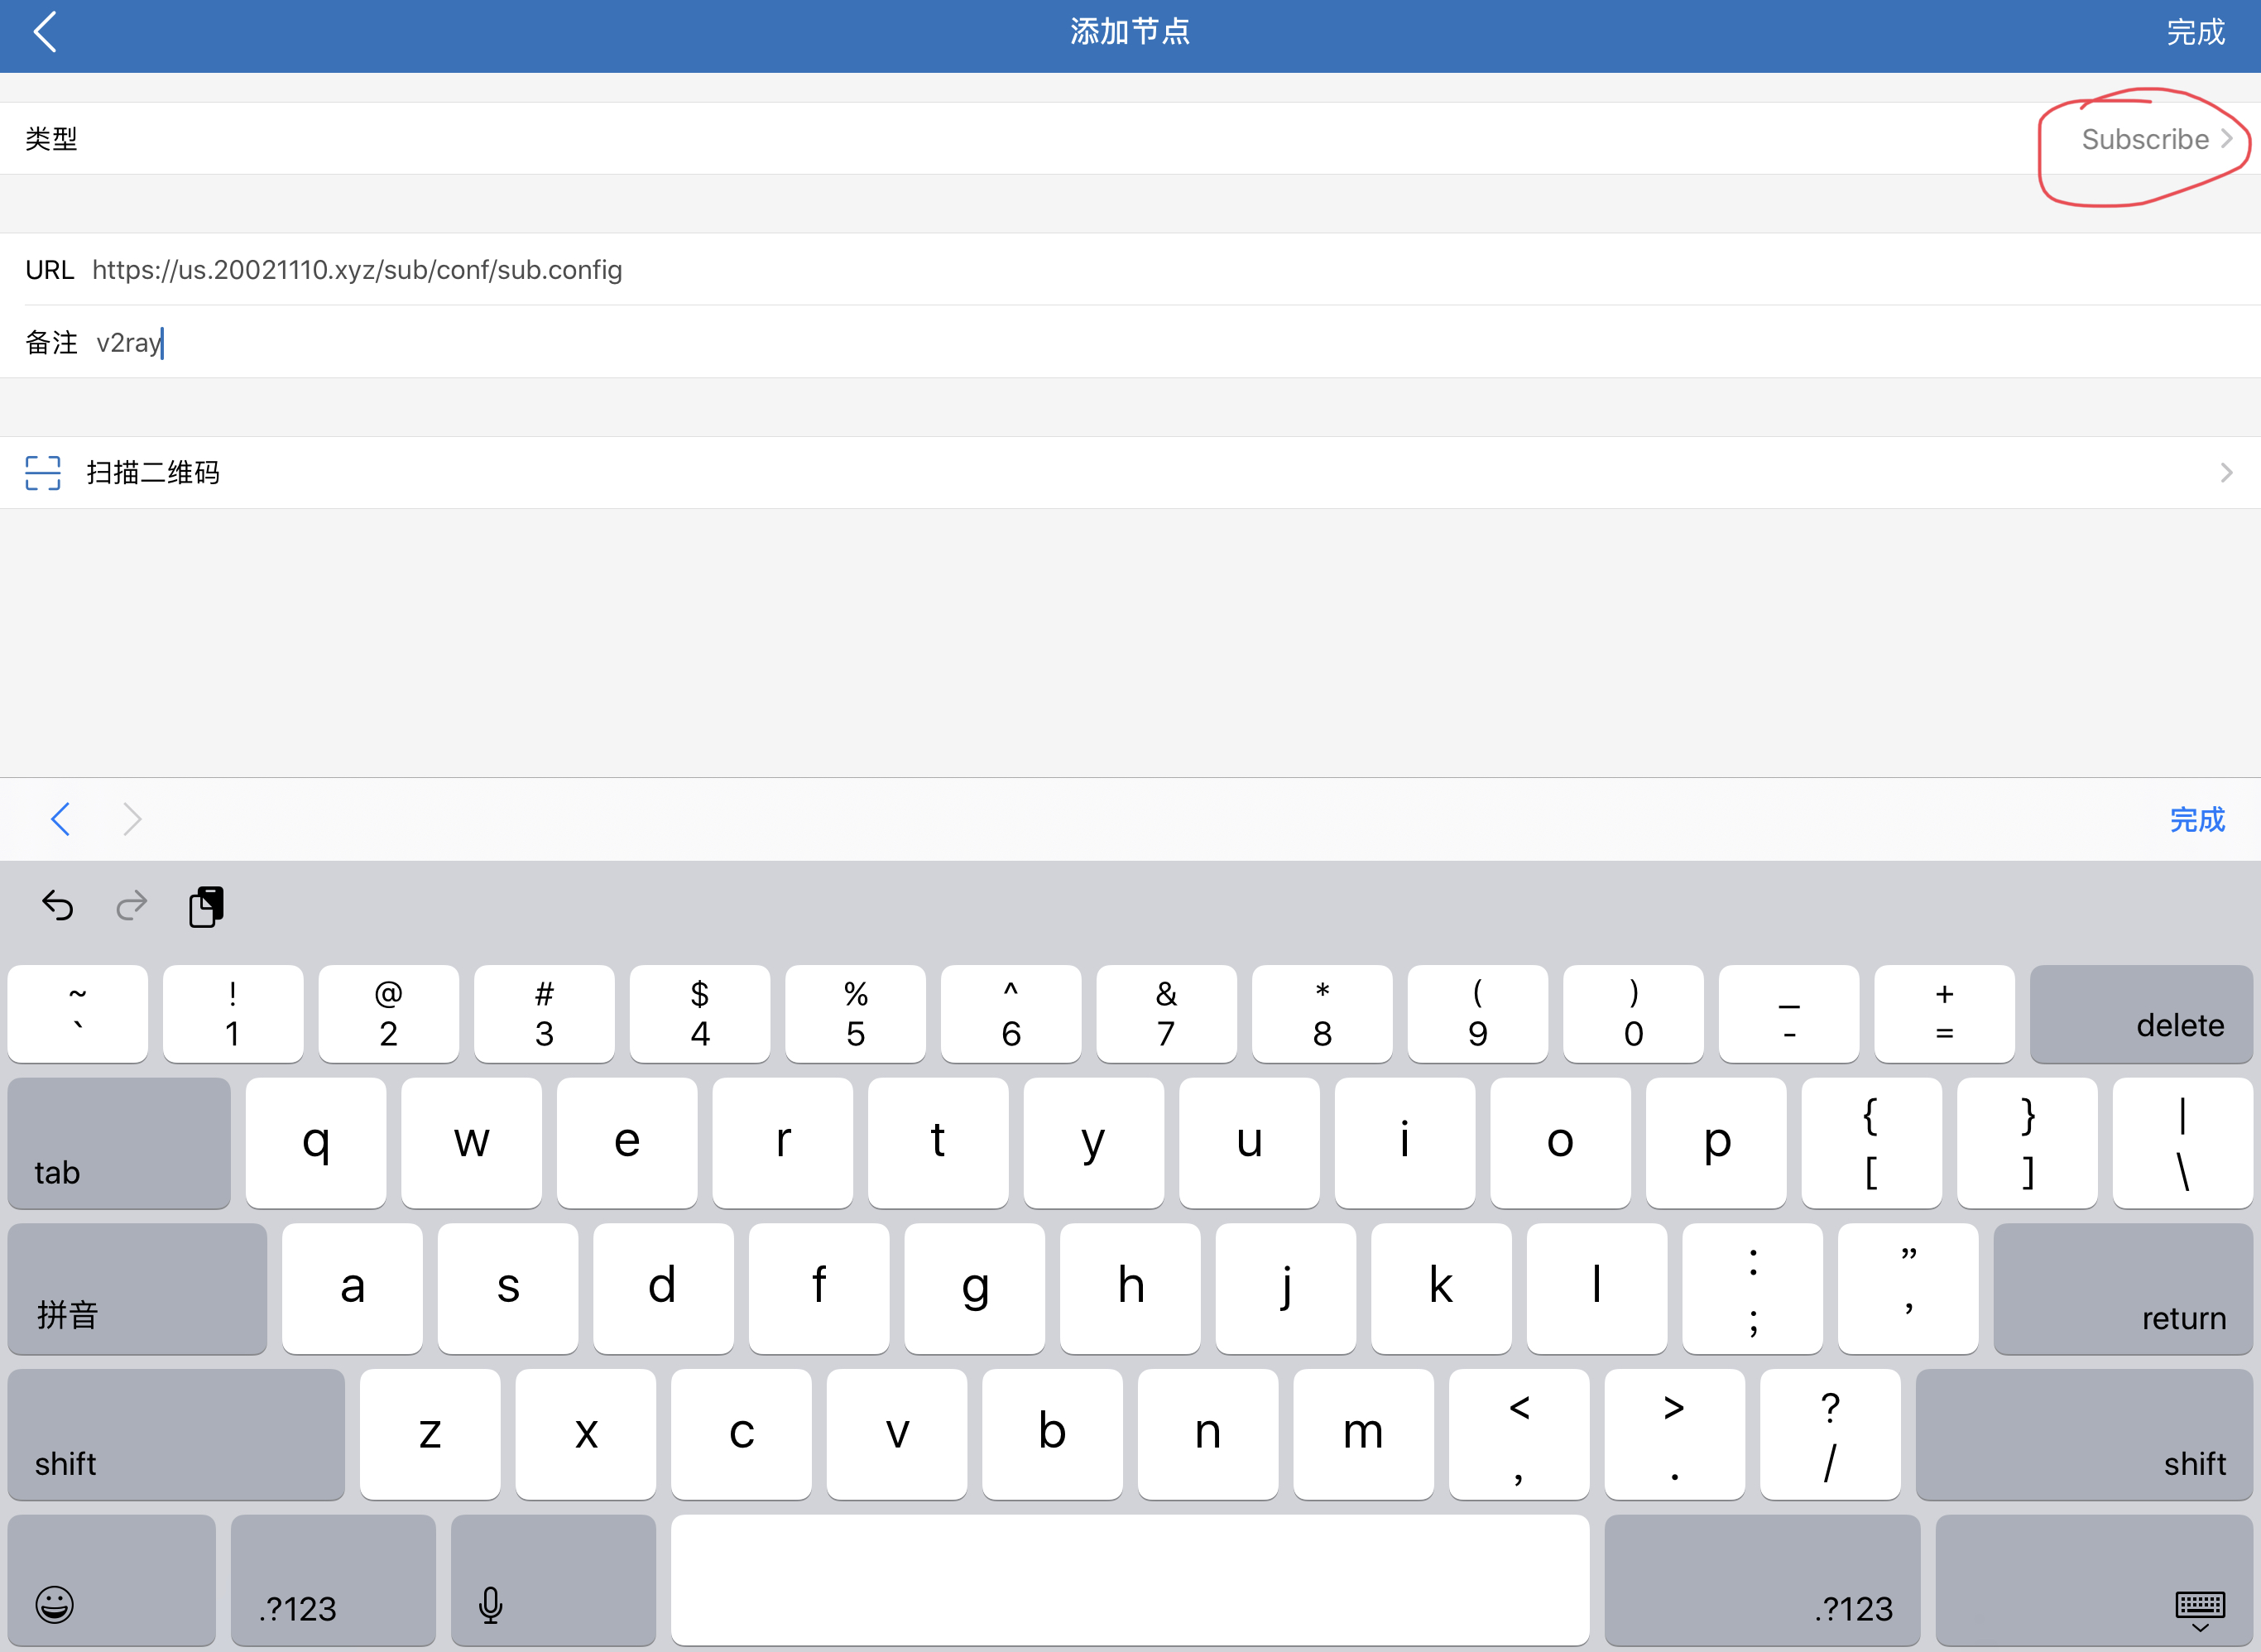 添加节点 完成
类型 Subscribe
URL https://us.20021110.xyz/sub/conf/sub.config
备注 v2ray
扫描二维码
完成
~ ! @ # $ % ^ & * ( ) _ +
` 1 2 3 4 5 6 7 8 9 0 - = delete
tab q w e r t y u i o p { } |
[ ] \
拼音 a s d f g h j k l : ” return
; ’
shift z x c v b n m < > ? shift
, . /
.?123 .?123